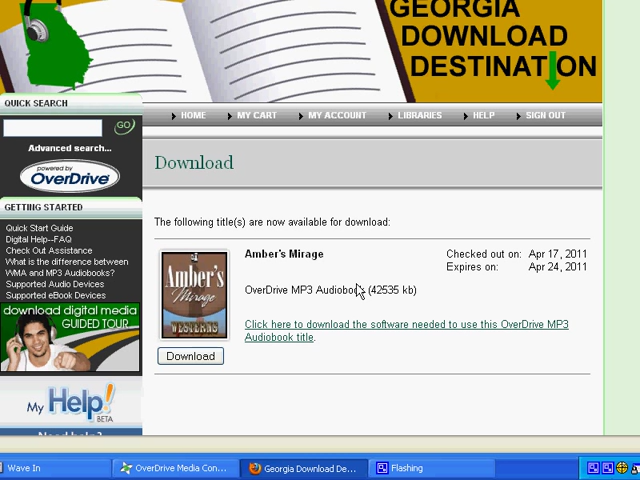 GEORGIA
DOWNLOAD
DESTINATION
QUICK SEARCH
GO
HOME
MY CART
MY ACCOUNT
LIBRARIES
HELP
SIGN OUT
Advanced search...
powered by
OverDrive
Download
GETTING STARTED
Quick Start Guide
Digital Help--FAQ
Check Out Assistance
What is the difference between
WMA and MP3 Audiobooks?
Supported Audio Devices
Supported eBook Devices
The following title(s) are now available for download:
Amber's Mirage
Checked out on: Apr 17, 2011
Expires on: Apr 24, 2011
OverDrive MP3 Audiobook (42535 kb)
Amber's
Mirage
WESTERNS
Click here to download the software needed to use this OverDrive MP3
Audiobook title.
Download
download digital media
GUIDED TOUR
My Help!
BETA
Need help?
Wave In
OverDrive Media Con...
Georgia Download De...
Flashing